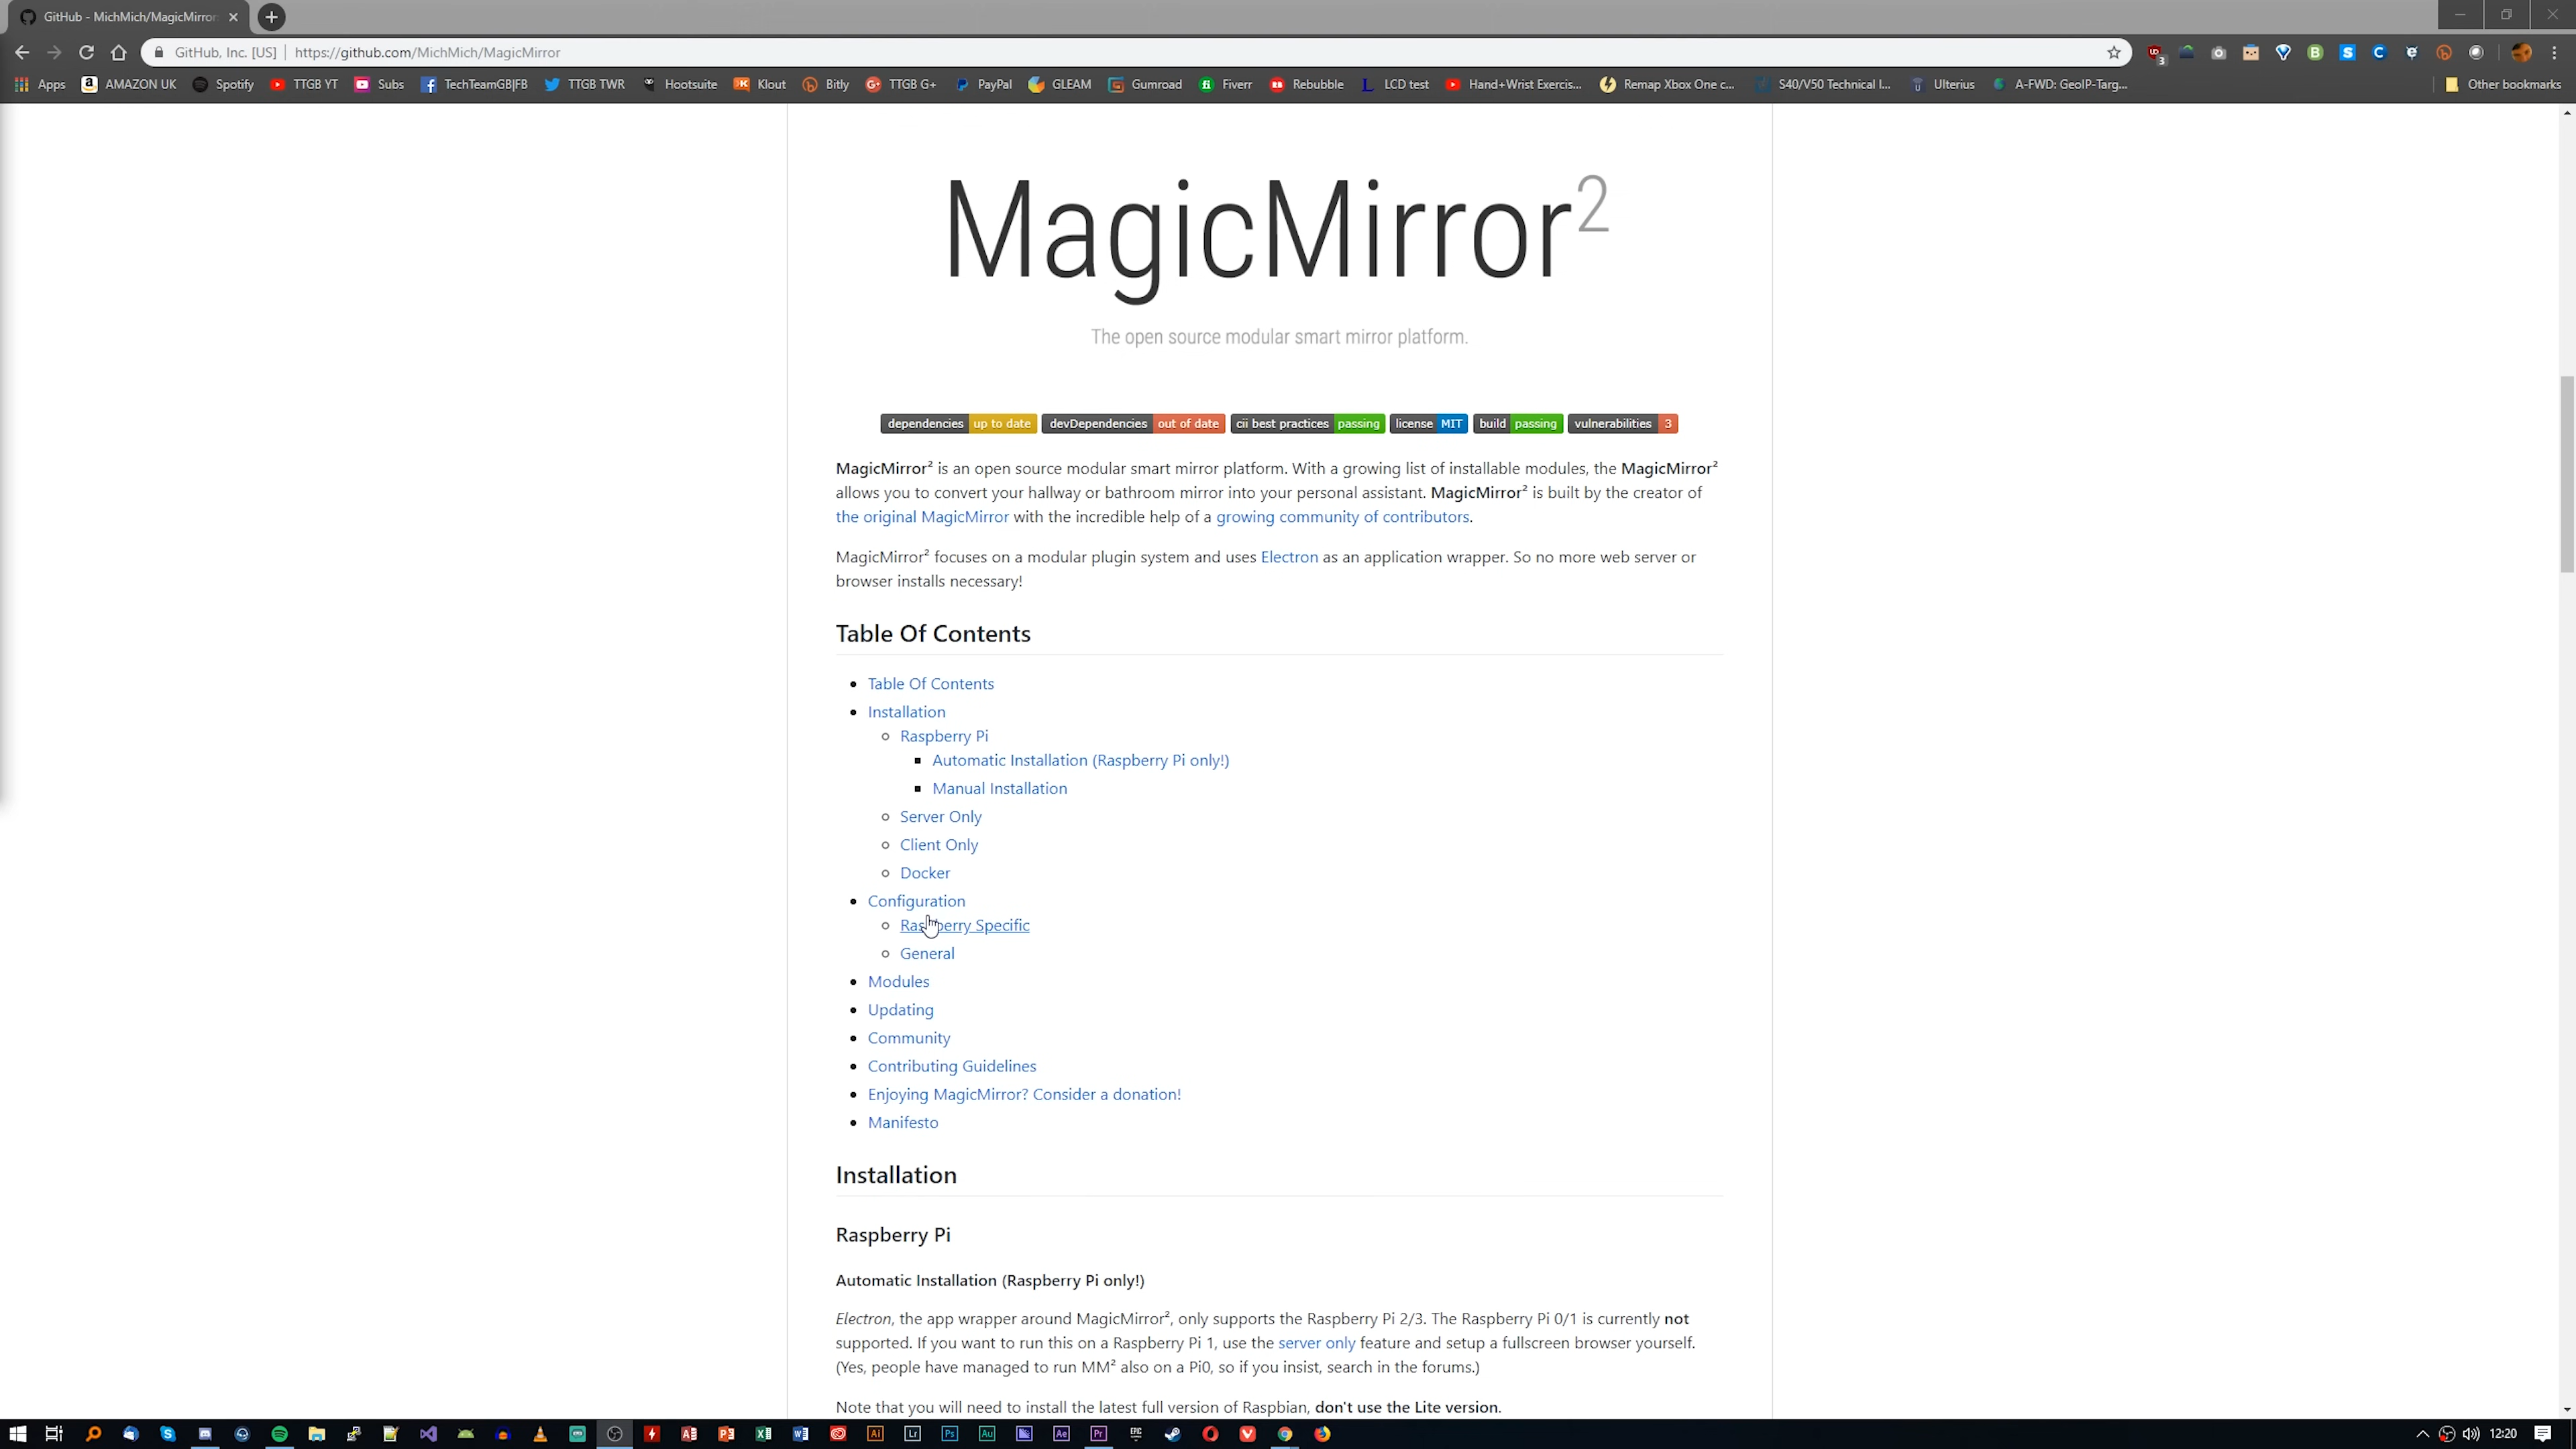 GitHub - MichMich/MagicMirror:
GitHub, Inc. [US] | https://github.com/MichMich/MagicMirror
3
Apps AMAZON UK Spotify TTGB YT Subs TechTeamGB|FB TTGB TWR Hootsuite Klout Bitly TTGB G+ PayPal GLEAM Gumroad Fiverr Rebubble LCD test Hand+Wrist Exercis... Remap Xbox One c... S40/V50 Technical I... Ulterius A-FWD: GeoIP-Targ... Other bookmarks
MagicMirror²
The open source modular smart mirror platform.
dependencies up to date devDependencies out of date cii best practices passing license MIT build passing vulnerabilities 3
MagicMirror² is an open source modular smart mirror platform. With a growing list of installable modules, the MagicMirror²
allows you to convert your hallway or bathroom mirror into your personal assistant. MagicMirror² is built by the creator of
the original MagicMirror with the incredible help of a growing community of contributors.
MagicMirror² focuses on a modular plugin system and uses Electron as an application wrapper. So no more web server or
browser installs necessary!
Table Of Contents
Table Of Contents
Installation
Raspberry Pi
Automatic Installation (Raspberry Pi only!)
Manual Installation
Server Only
Client Only
Docker
Configuration
Raspberry Specific
General
Modules
Updating
Community
Contributing Guidelines
Enjoying MagicMirror? Consider a donation!
Manifesto
Installation
Raspberry Pi
Automatic Installation (Raspberry Pi only!)
Electron, the app wrapper around MagicMirror², only supports the Raspberry Pi 2/3. The Raspberry Pi 0/1 is currently not
supported. If you want to run this on a Raspberry Pi 1, use the server only feature and setup a fullscreen browser yourself.
(Yes, people have managed to run MM² also on a Pi0, so if you insist, search in the forums.)
Note that you will need to install the latest full version of Raspbian, don't use the Lite version.
Ai Lr Ps Au Ae Pr EPIC 12:20